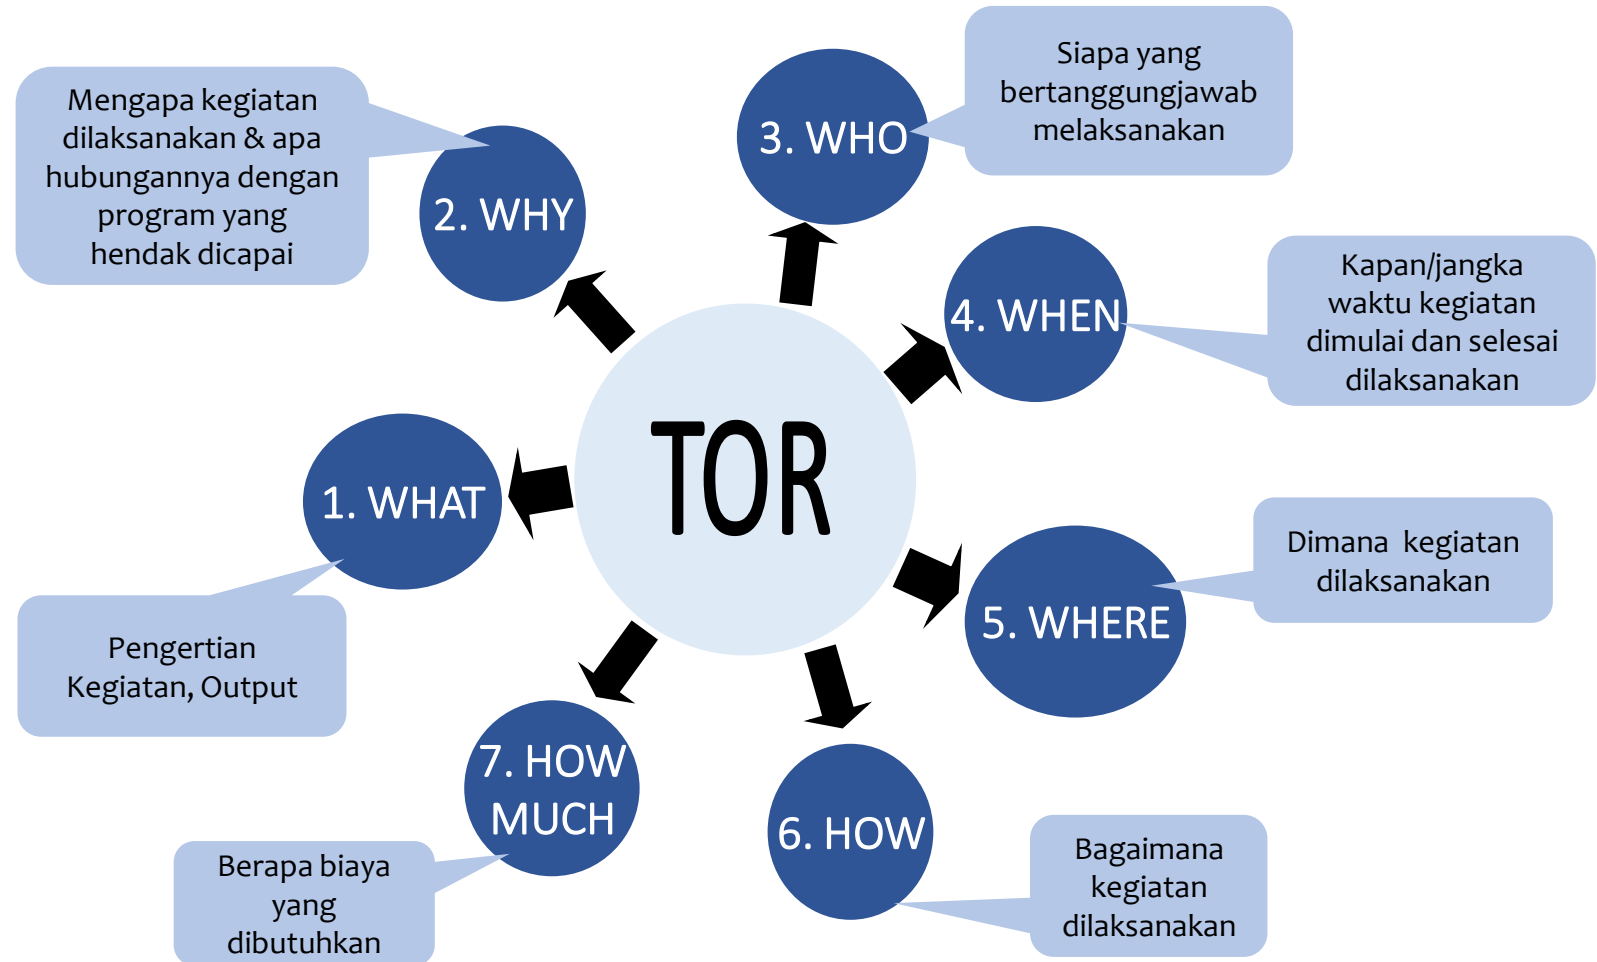 TOR
1. WHAT
Pengertian
Kegiatan, Output
2. WHY
Mengapa kegiatan
dilaksanakan & apa
hubungannya dengan
program yang
hendak dicapai
3. WHO
Siapa yang
bertanggungjawab
melaksanakan
4. WHEN
Kapan/jangka
waktu kegiatan
dimulai dan selesai
dilaksanakan
5. WHERE
Dimana kegiatan
dilaksanakan
6. HOW
Bagaimana
kegiatan
dilaksanakan
7. HOW
MUCH
Berapa biaya
yang
dibutuhkan